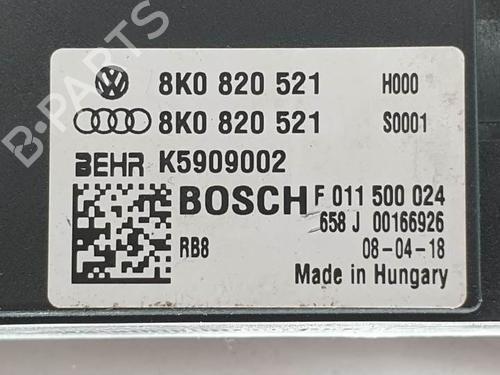 8K0 820 521 H000
8K0 820 521 S0001
BEHR K5909002
BOSCH F 011 500 024
658 J 00166926
RB8 08-04-18
Made in Hungary
B-PARTS